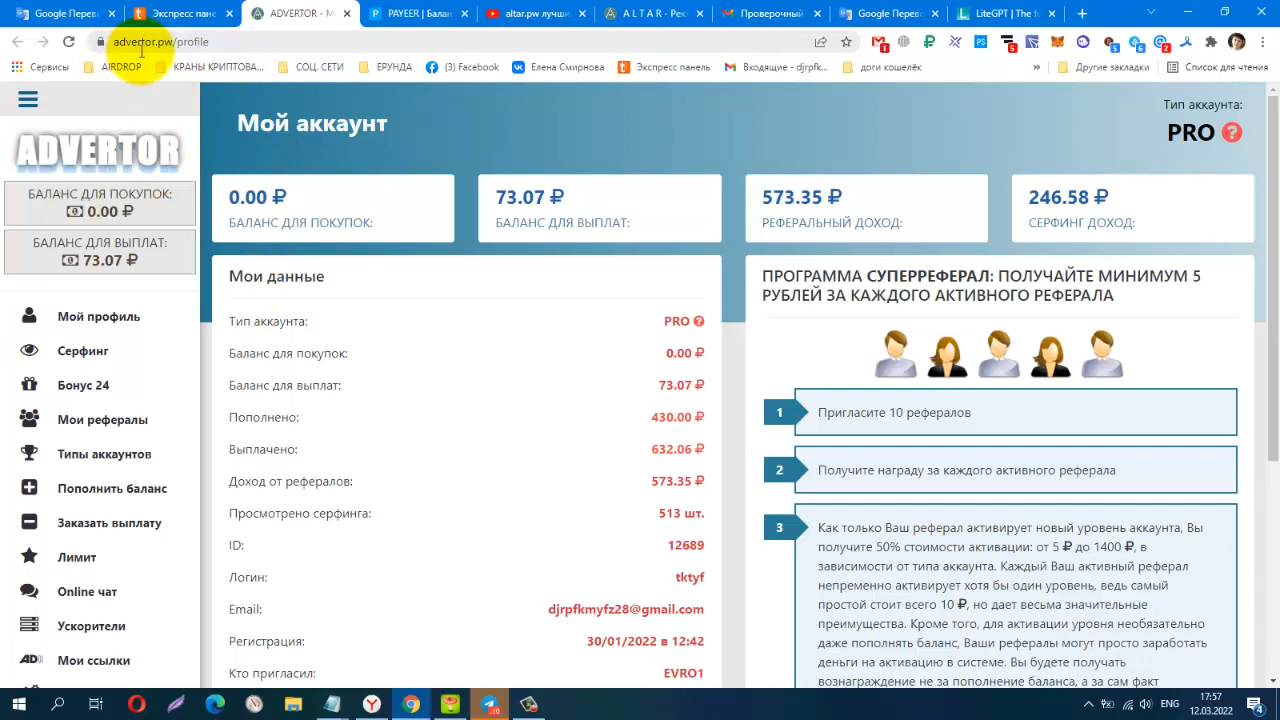 Google Перев
Экспресс пане
ADVERTOR - М
PAYEER | Балан
altar.pw лучши
A L T A R - Рек
Проверочный
Google Перево
LiteGPT | The fu
advertor.pw/profile
Сервисы
AIRDROP
КРАНЫ КРИПТОВА...
СОЦ. СЕТИ
ЕРУНДА
(3) Facebook
Елена Смирнова
Экспресс панель
Входящие - djrpfk...
доги кошелёк
»
Другие закладки
Список для чтения
ADVERTOR
БАЛАНС ДЛЯ ПОКУПОК:
0.00 ₽
БАЛАНС ДЛЯ ВЫПЛАТ:
73.07 ₽
Мой профиль
Серфинг
Бонус 24
Мои рефералы
Типы аккаунтов
Пополнить баланс
Заказать выплату
Лимит
Online чат
Ускорители
Мои ссылки
Мой аккаунт
Тип аккаунта:
PRO
0.00 ₽
БАЛАНС ДЛЯ ПОКУПОК:
73.07 ₽
БАЛАНС ДЛЯ ВЫПЛАТ:
573.35 ₽
РЕФЕРАЛЬНЫЙ ДОХОД:
246.58 ₽
СЕРФИНГ ДОХОД:
Мои данные
Тип аккаунта: PRO
Баланс для покупок: 0.00 ₽
Баланс для выплат: 73.07 ₽
Пополнено: 430.00 ₽
Выплачено: 632.06 ₽
Доход от рефералов: 573.35 ₽
Просмотрено серфинга: 513 шт.
ID: 12689
Логин: tktyf
Email: djrpfkmyfz28@gmail.com
Регистрация: 30/01/2022 в 12:42
Кто пригласил: EVRO1
ПРОГРАММА СУПЕРРЕФЕРАЛ: ПОЛУЧАЙТЕ МИНИМУМ 5
РУБЛЕЙ ЗА КАЖДОГО АКТИВНОГО РЕФЕРАЛА
1 Пригласите 10 рефералов
2 Получите награду за каждого активного реферала
3 Как только Ваш реферал активирует новый уровень аккаунта, Вы
получите 50% стоимости активации: от 5 ₽ до 1400 ₽, в
зависимости от типа аккаунта. Каждый Ваш активный реферал
непременно активирует хотя бы один уровень, ведь самый
простой стоит всего 10 ₽, но дает весьма значительные
преимущества. Кроме того, для активации уровня необязательно
даже пополнять баланс, Ваши рефералы могут просто заработать
деньги на активацию в системе. Вы будете получать
вознаграждение не за пополнение баланса, а за сам факт
ENG
17:57
12.03.2022